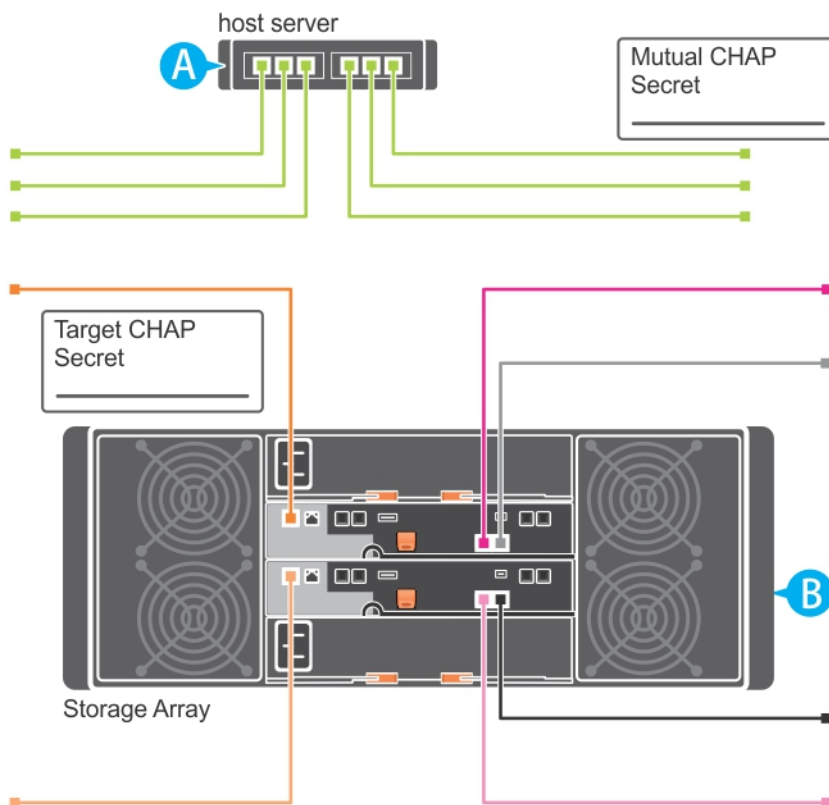 host server
A
Mutual CHAP
Secret
Target CHAP
Secret
B
Storage Array